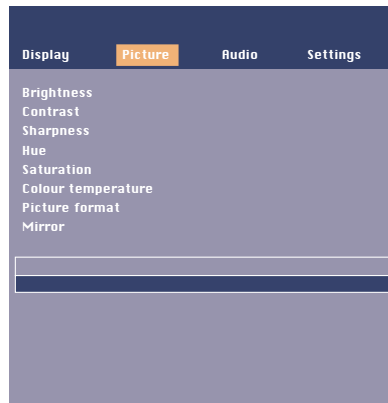 Display Picture Audio Settings
Brightness
Contrast
Sharpness
Hue
Saturation
Colour temperature
Picture format
Mirror